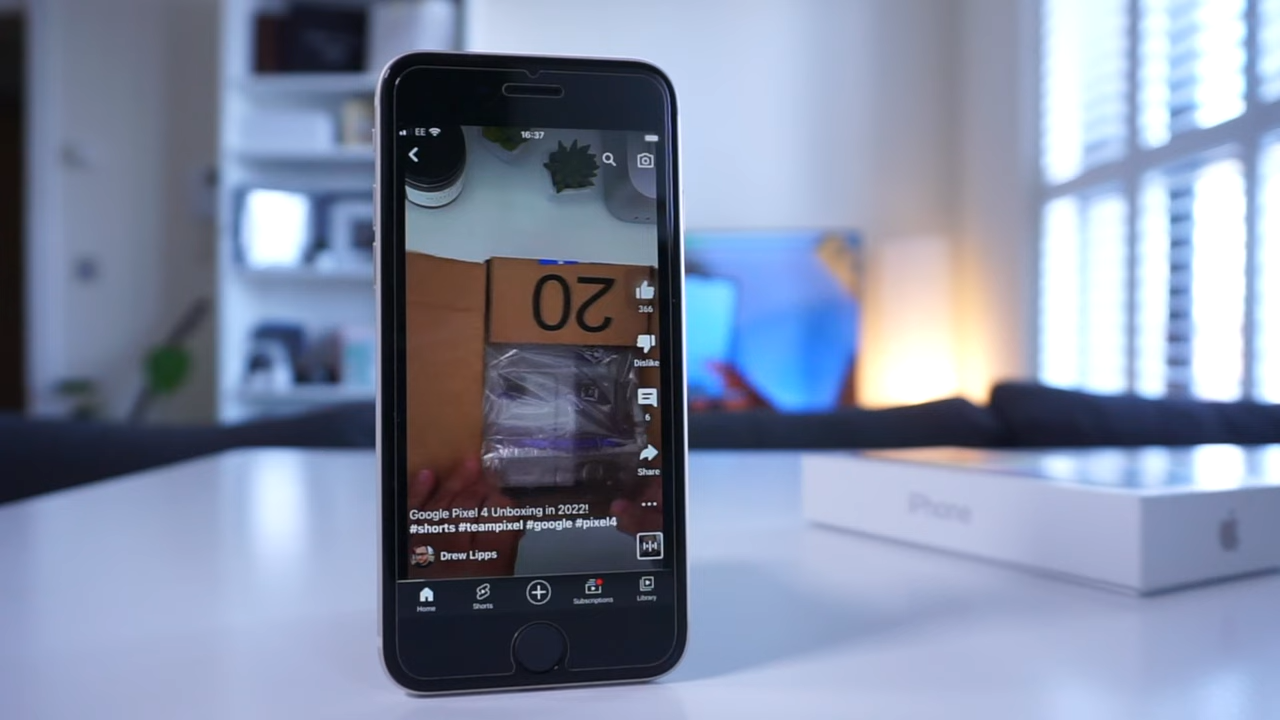 EE 16:37
20
366
Dislike
6
Share
Google Pixel 4 Unboxing in 2022!
#shorts #teampixel #google #pixel4
Drew Lipps
Home Shorts Subscriptions Library
iPhone